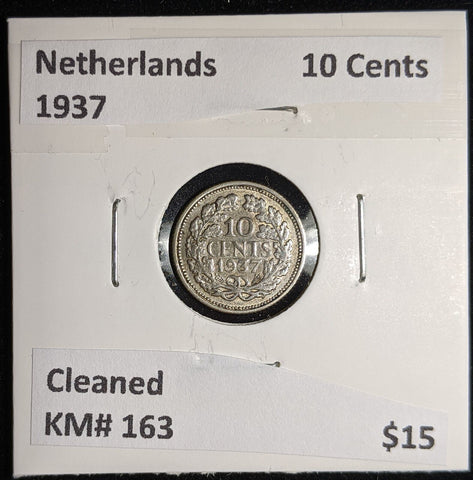 Netherlands 10 Cents
1937
10
CENTS
1937
Cleaned
KM# 163 $15